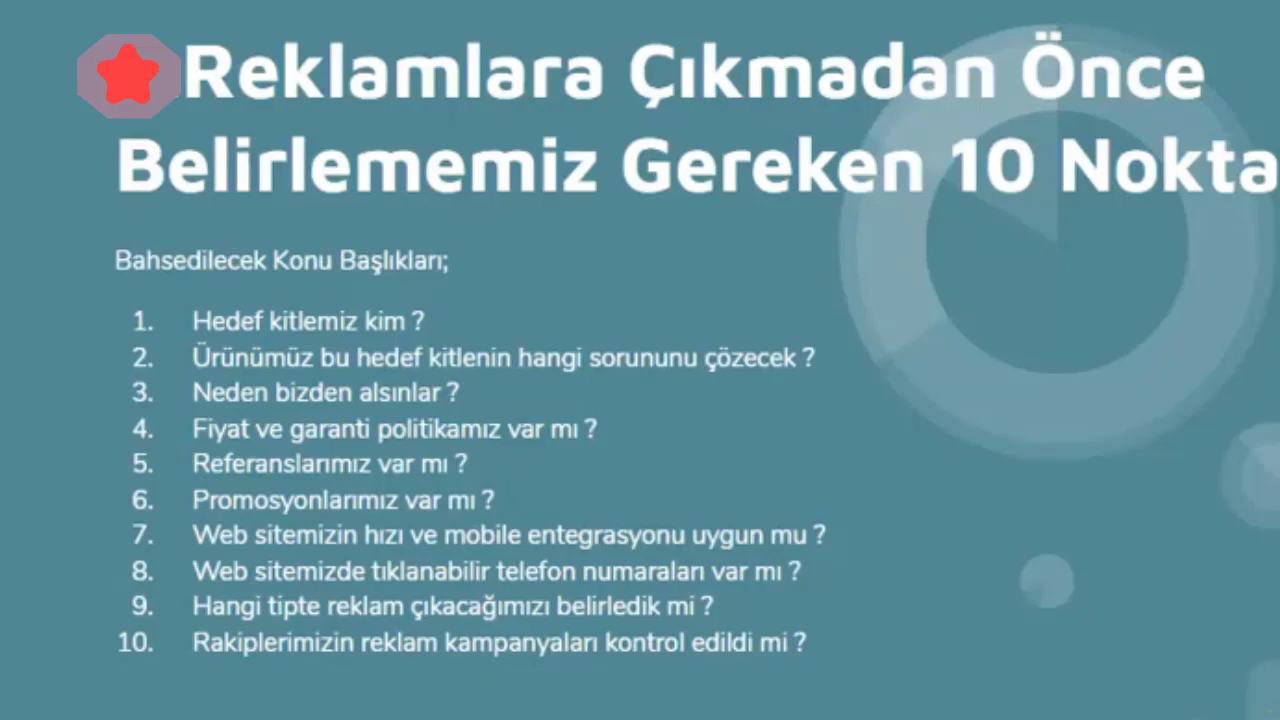 Reklamlara Çıkmadan Önce
Belirlememiz Gereken 10 Nokta
Bahsedilecek Konu Başlıkları;
1. Hedef kitlemiz kim ?
2. Ürünümüz bu hedef kitlenin hangi sorununu çözecek ?
3. Neden bizden alsınlar ?
4. Fiyat ve garanti politikamız var mı ?
5. Referanslarımız var mı ?
6. Promosyonlarımız var mı ?
7. Web sitemizin hızı ve mobile entegrasyonu uygun mu ?
8. Web sitemizde tıklanabilir telefon numaraları var mı ?
9. Hangi tipte reklam çıkacağımızı belirledik mi ?
10. Rakiplerimizin reklam kampanyaları kontrol edildi mi ?